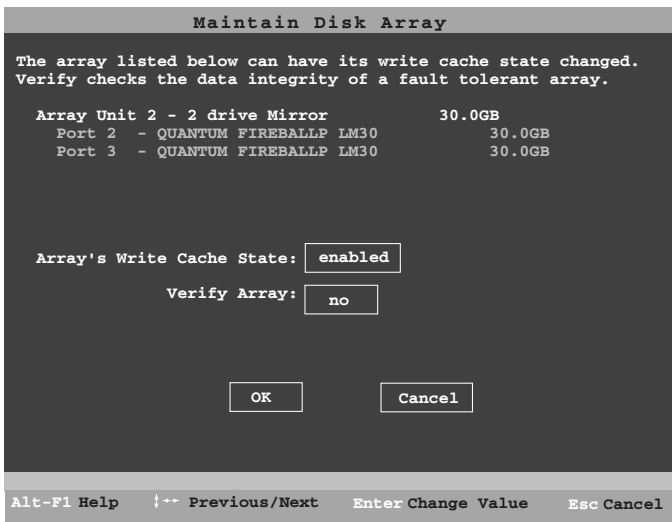 Maintain Disk Array
The array listed below can have its write cache state changed.
Verify checks the data integrity of a fault tolerant array.
Array Unit 2 - 2 drive Mirror 30.0GB
Port 2 - QUANTUM FIREBALLP LM30 30.0GB
Port 3 - QUANTUM FIREBALLP LM30 30.0GB
Array's Write Cache State: enabled
Verify Array: no
OK Cancel
Alt-F1 Help ↕↔ Previous/Next Enter Change Value Esc Cancel